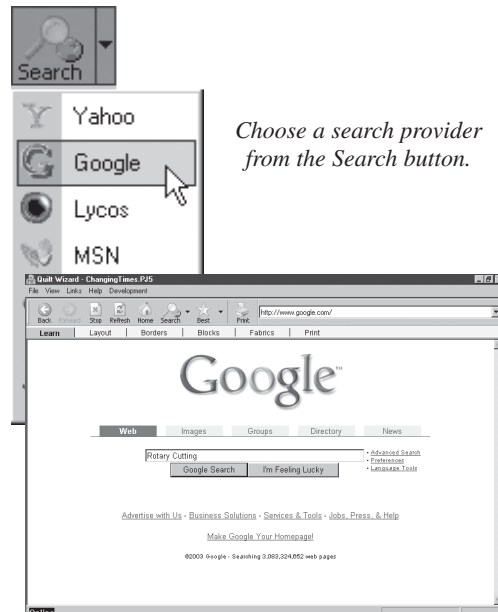 Search
Yahoo
Google
Lycos
MSN
Choose a search provider
from the Search button.
Quilt Wizard - ChangingTimes.PJ5
File View Links Help Development
Back Forward Stop Refresh Home Search Best Print http://www.google.com/
Learn Layout Borders Blocks Fabrics Print
Google™
Web Images Groups Directory News
Rotary Cutting
• Advanced Search
• Preferences
• Language Tools
Google Search I'm Feeling Lucky
Advertise with Us - Business Solutions - Services & Tools - Jobs, Press, & Help
Make Google Your Homepage!
©2003 Google - Searching 3,083,324,652 web pages
Online